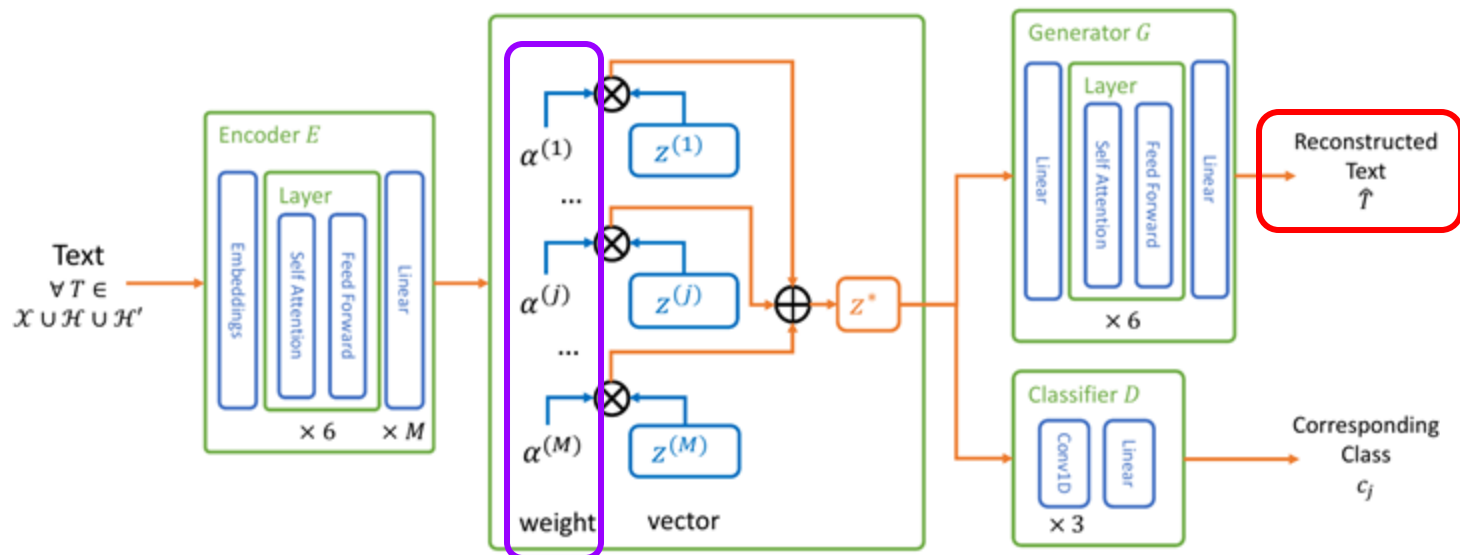 Text
∀ T ∈
𝒳 ∪ ℋ ∪ ℋ′
Encoder E
Embeddings
Layer
Self Attention
Feed Forward
× 6
Linear
× M
α^(1)
z^(1)
...
α^(j)
z^(j)
...
α^(M)
z^(M)
weight
vector
z*
Generator G
Linear
Layer
Self Attention
Feed Forward
× 6
Linear
Reconstructed
Text
T̂
Classifier D
Conv1D
× 3
Linear
Corresponding
Class
c_j